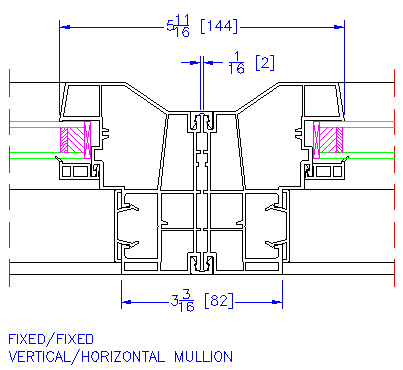 5 11/16 [144]
1/16 [2]
3 3/16 [82]
FIXED/FIXED
VERTICAL/HORIZONTAL MULLION